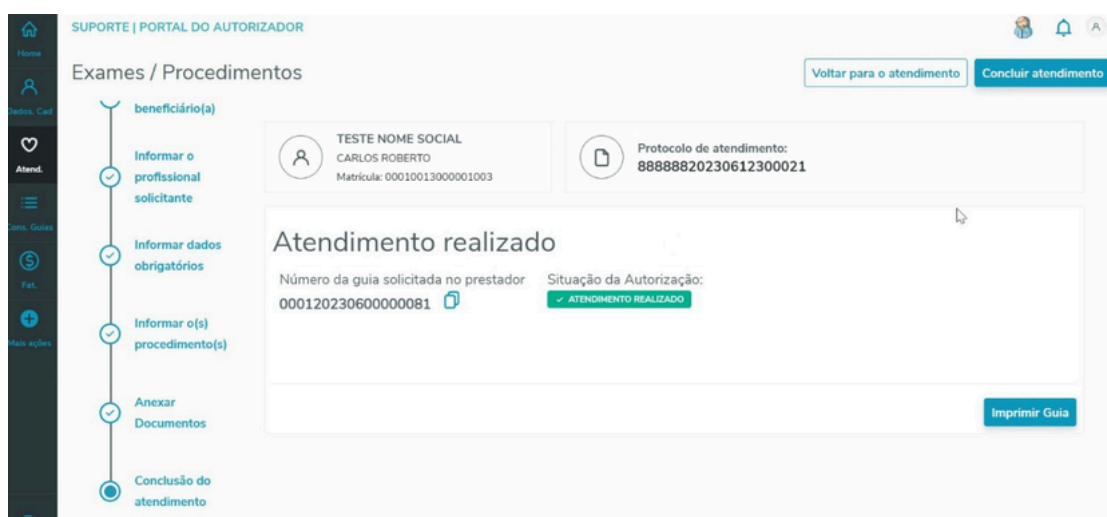 SUPORTE | PORTAL DO AUTORIZADOR
Home
Dados. Cad
Atend.
Cons. Guias
Fat.
Mais ações
Exames / Procedimentos
Voltar para o atendimento
Concluir atendimento
beneficiário(a)
Informar o
profissional
solicitante
Informar dados
obrigatórios
Informar o(s)
procedimento(s)
Anexar
Documentos
Conclusão do
atendimento
TESTE NOME SOCIAL
CARLOS ROBERTO
Matrícula: 00010013000001003
Protocolo de atendimento:
88888820230612300021
Atendimento realizado
Número da guia solicitada no prestador
000120230600000081
Situação da Autorização:
ATENDIMENTO REALIZADO
Imprimir Guia